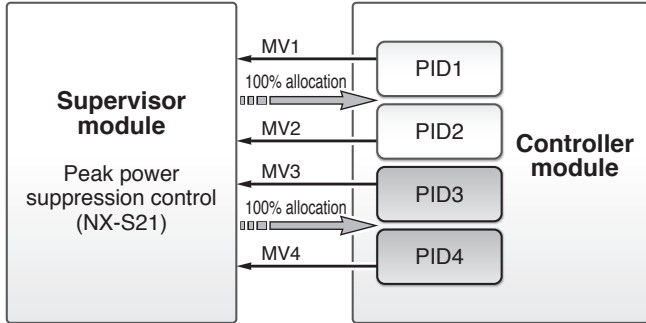 MV1
PID1
100% allocation
Supervisor
module
MV2
PID2
Controller
module
Peak power
suppression control
(NX-S21)
MV3
PID3
100% allocation
MV4
PID4